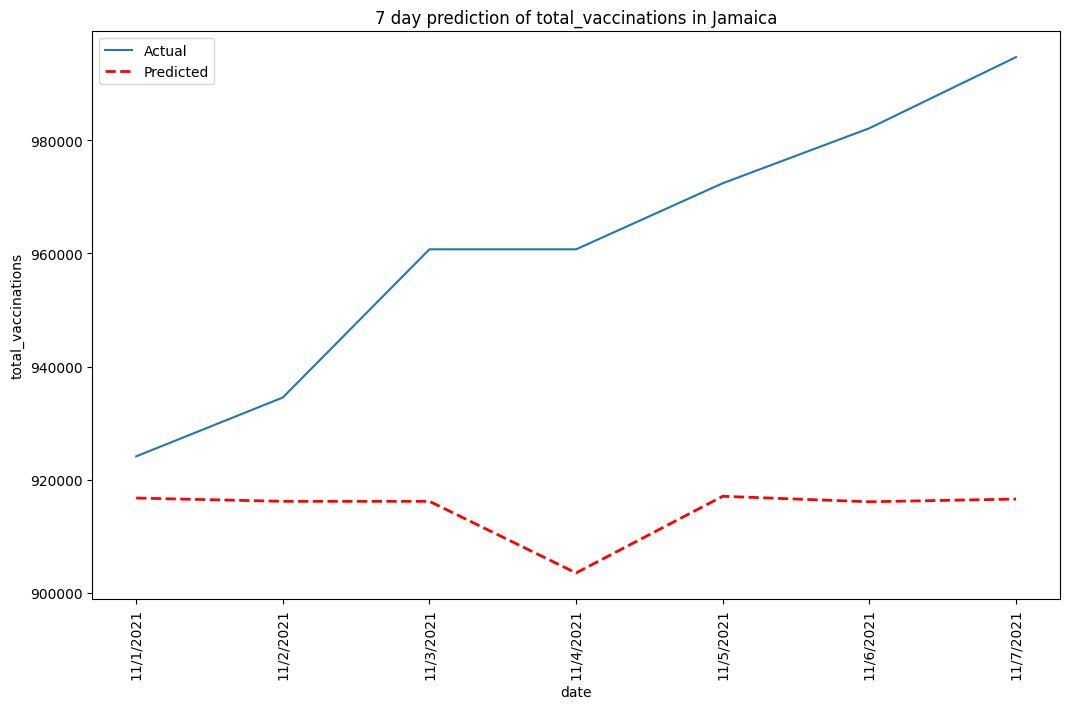 7 day prediction of total_vaccinations in Jamaica
Actual
Predicted
total_vaccinations
980000
960000
940000
920000
900000
11/1/2021
11/2/2021
11/3/2021
11/4/2021
11/5/2021
11/6/2021
11/7/2021
date